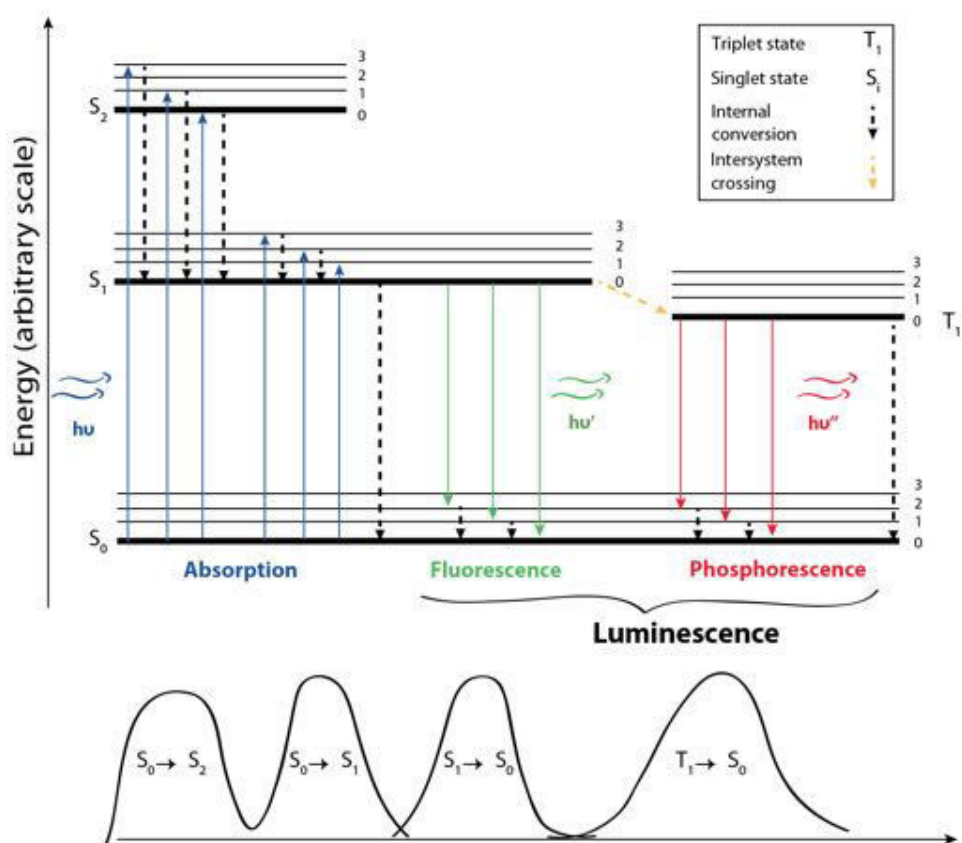 Energy (arbitrary scale)
Triplet state T₁
Singlet state Sᵢ
Internal
conversion
Intersystem
crossing
3
2
1
S₂ 0
3
2
1
S₁ 0
3
2
1
0 T₁
hυ hυ′ hυ″
3
2
1
S₀ 0
Absorption Fluorescence Phosphorescence
Luminescence
S₀→ S₂ S₀→ S₁ S₁→ S₀ T₁→ S₀